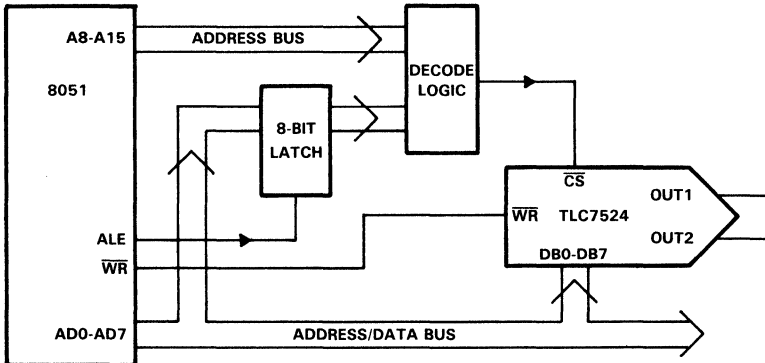 A8-A15
ADDRESS BUS
DECODE
LOGIC
8051
8-BIT
LATCH
CS
OUT1
WR
TLC7524
ALE
OUT2
WR
DB0-DB7
AD0-AD7
ADDRESS/DATA BUS